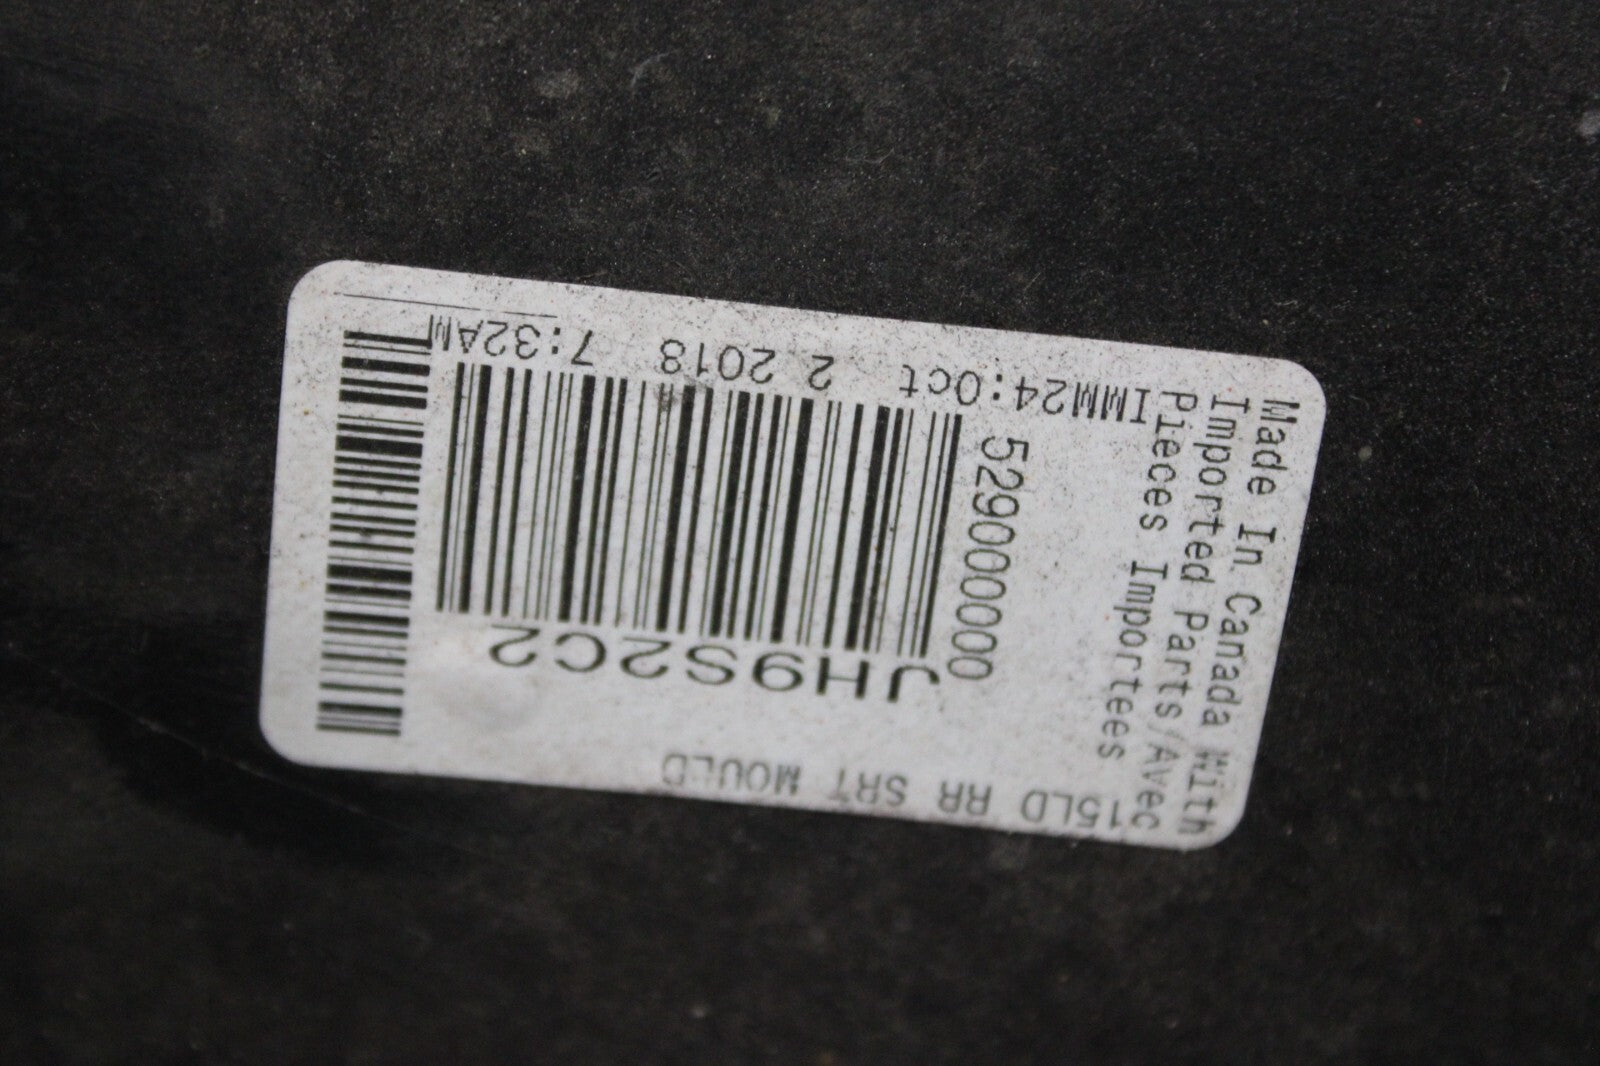 15LD RR SRT MOULD
JH9S2C2
IMM24:Oct 2 2018 7:32AM
529000000
Made In Canada With
Imported Parts/Avec
Pieces Importees